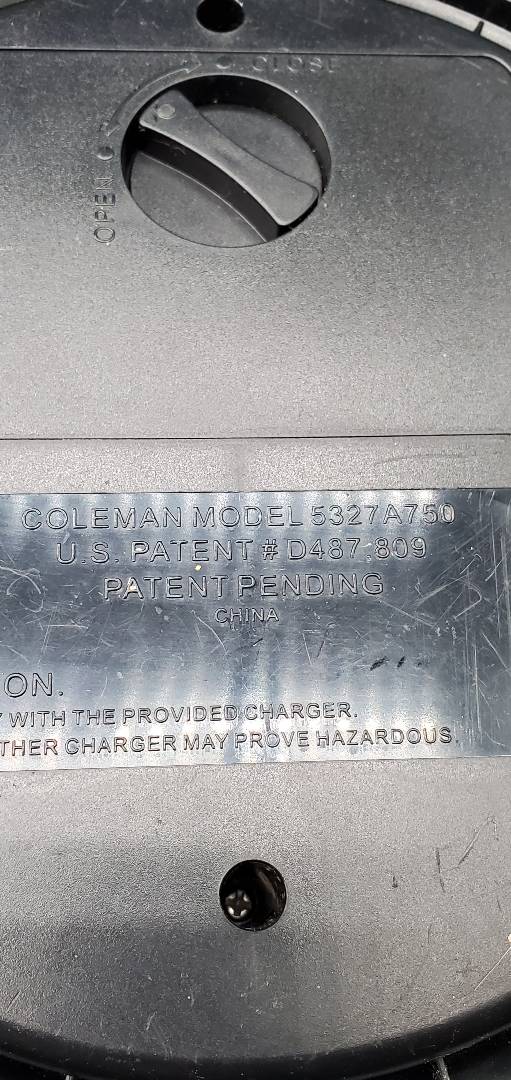 CLOSE
OPEN
COLEMAN MODEL 5327A750
U.S. PATENT # D487,809
PATENT PENDING
CHINA
ON.
WITH THE PROVIDED CHARGER.
THER CHARGER MAY PROVE HAZARDOUS.